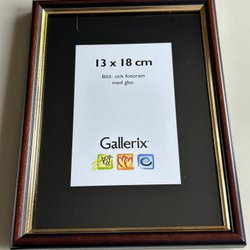 13 x 18 cm
Bild- och fotoram
med glas.
Gallerix